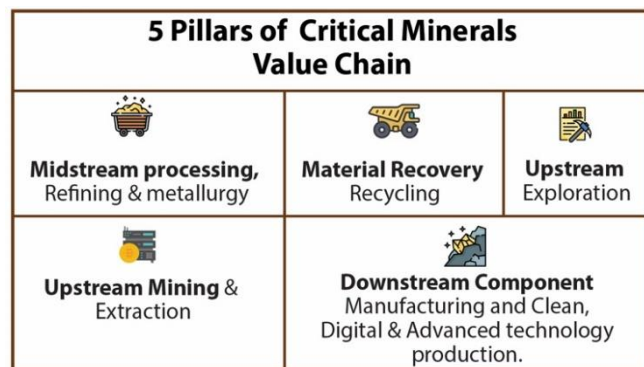 5 Pillars of Critical Minerals
Value Chain
Midstream processing,
Refining & metallurgy
Material Recovery
Recycling
Upstream
Exploration
Upstream Mining &
Extraction
Downstream Component
Manufacturing and Clean,
Digital & Advanced technology
production.